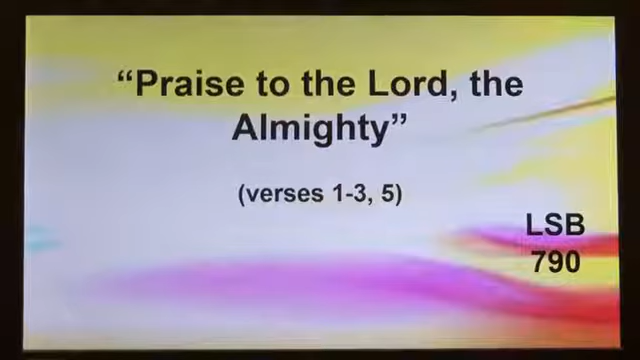 “Praise to the Lord, the
Almighty”
(verses 1-3, 5)
LSB
790